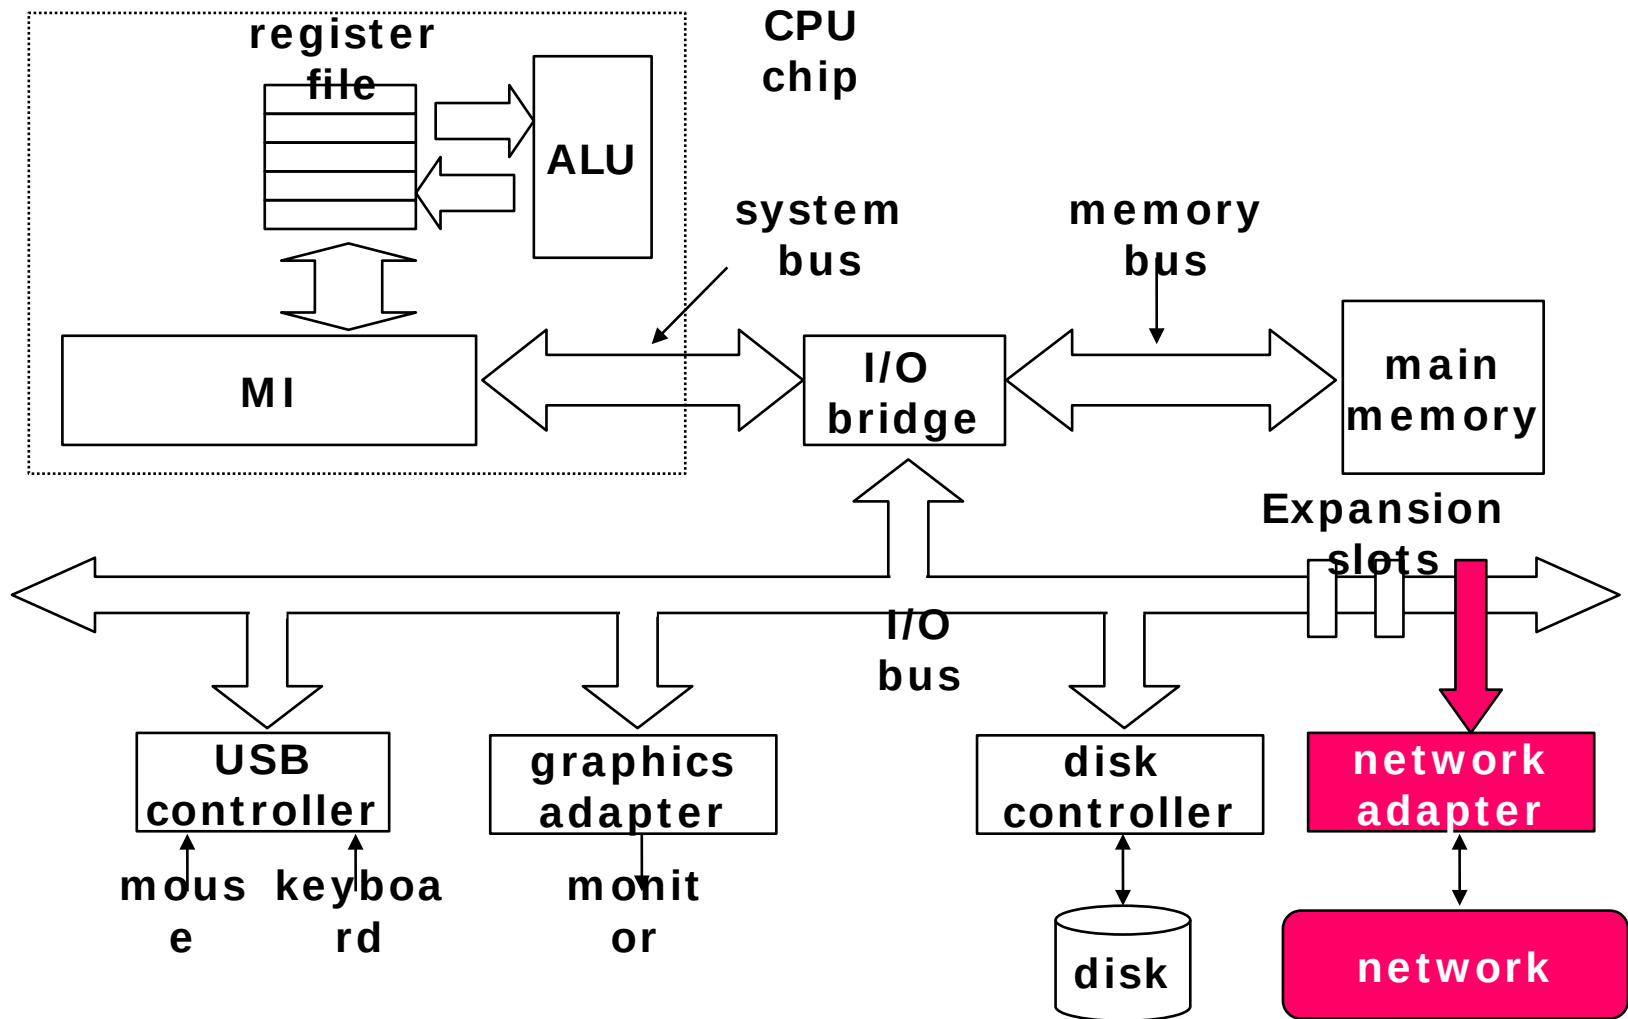 register
file
CPU
chip
ALU
system
bus
memory
bus
MI
I/O
bridge
main
memory
Expansion
slots
I/O
bus
USB
controller
graphics
adapter
disk
controller
network
adapter
mous
e
keyboa
rd
monit
or
disk
network